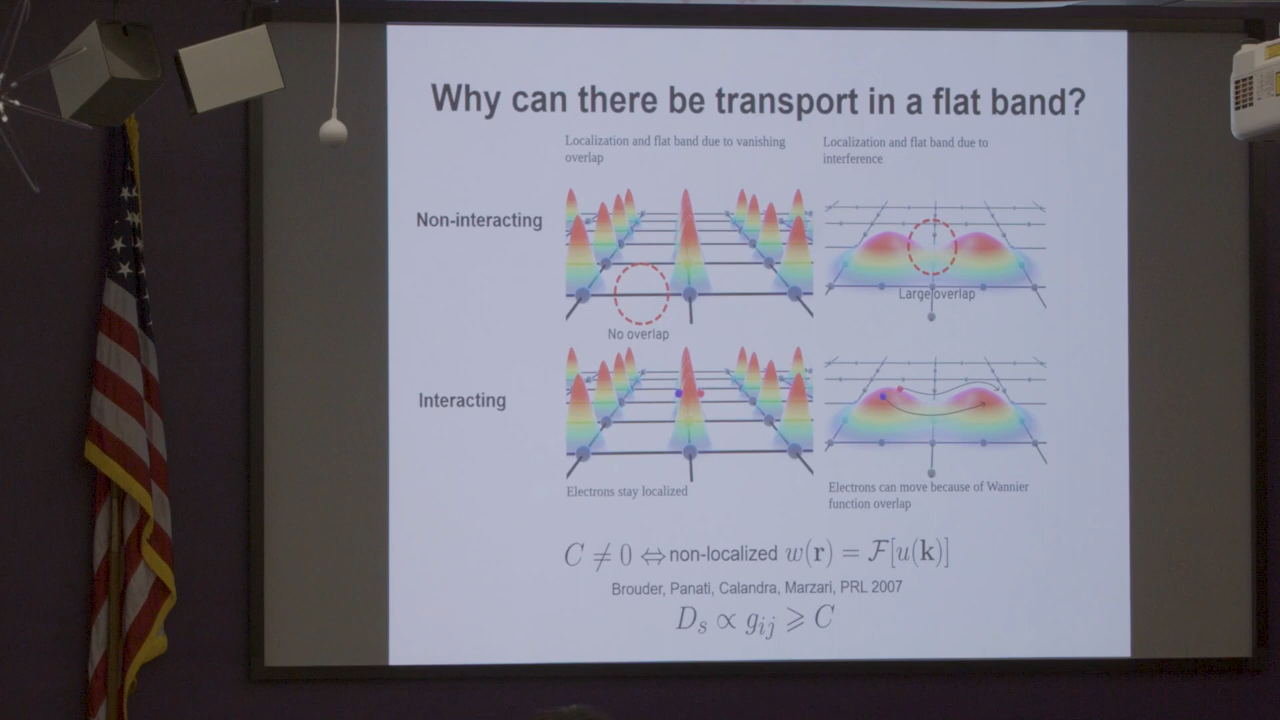 Why can there be transport in a flat band?
Localization and flat band due to vanishing
overlap
Localization and flat band due to
interference
Non-interacting
No overlap
Large overlap
Interacting
Electrons stay localized
Electrons can move because of Wannier
function overlap
C ≠ 0 ⇔ non-localized w(r) = ℱ[u(k)]
Brouder, Panati, Calandra, Marzari, PRL 2007
Dₛ ∝ gᵢⱼ ⩾ C